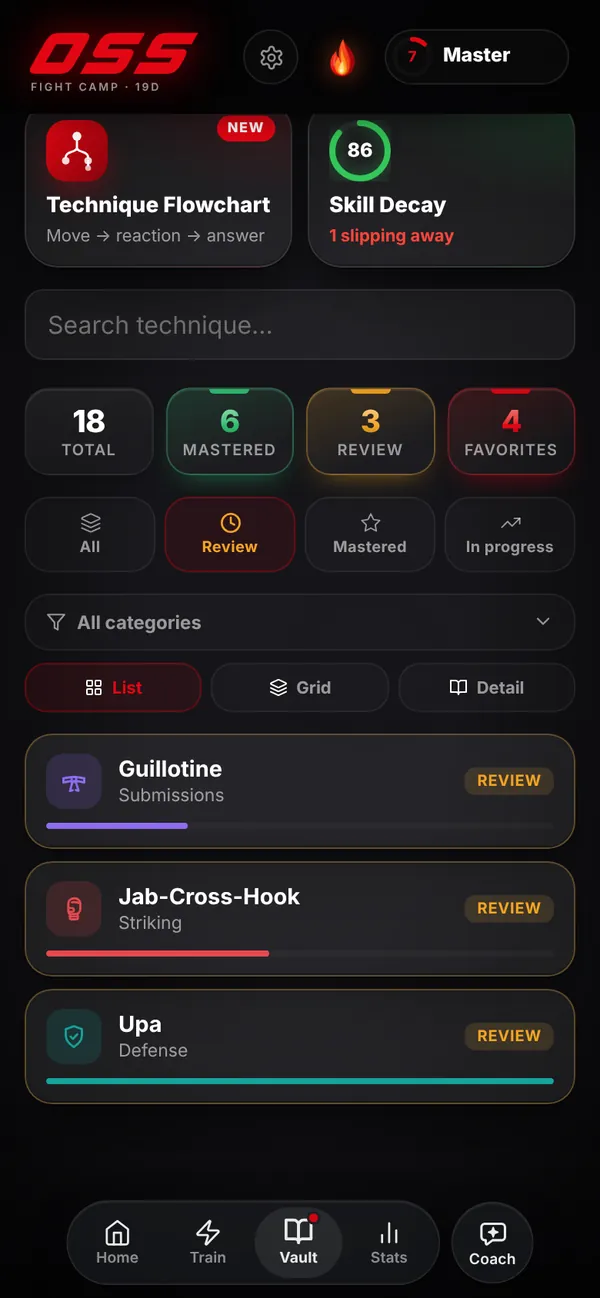 OSS
FIGHT CAMP · 19D
7
Master
NEW
Technique Flowchart
Move → reaction → answer
86
Skill Decay
1 slipping away
Search technique...
18
TOTAL
6
MASTERED
3
REVIEW
4
FAVORITES
All
Review
Mastered
In progress
All categories
List
Grid
Detail
Guillotine
Submissions
REVIEW
Jab-Cross-Hook
Striking
REVIEW
Upa
Defense
REVIEW
Home
Train
Vault
Stats
Coach